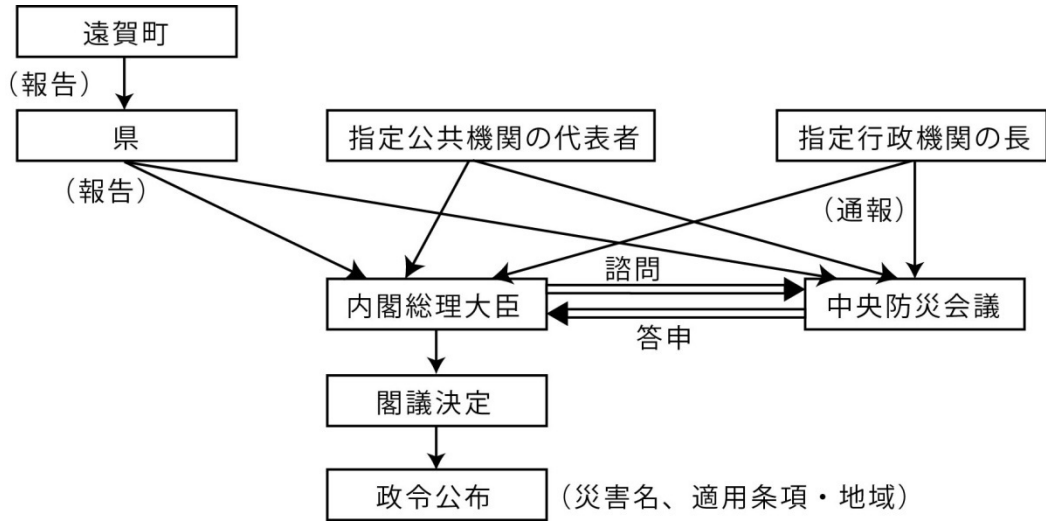 遠賀町
（報告）
県
指定公共機関の代表者
指定行政機関の長
（報告）
（通報）
諮問
内閣総理大臣
中央防災会議
答申
閣議決定
政令公布
（災害名、適用条項・地域）